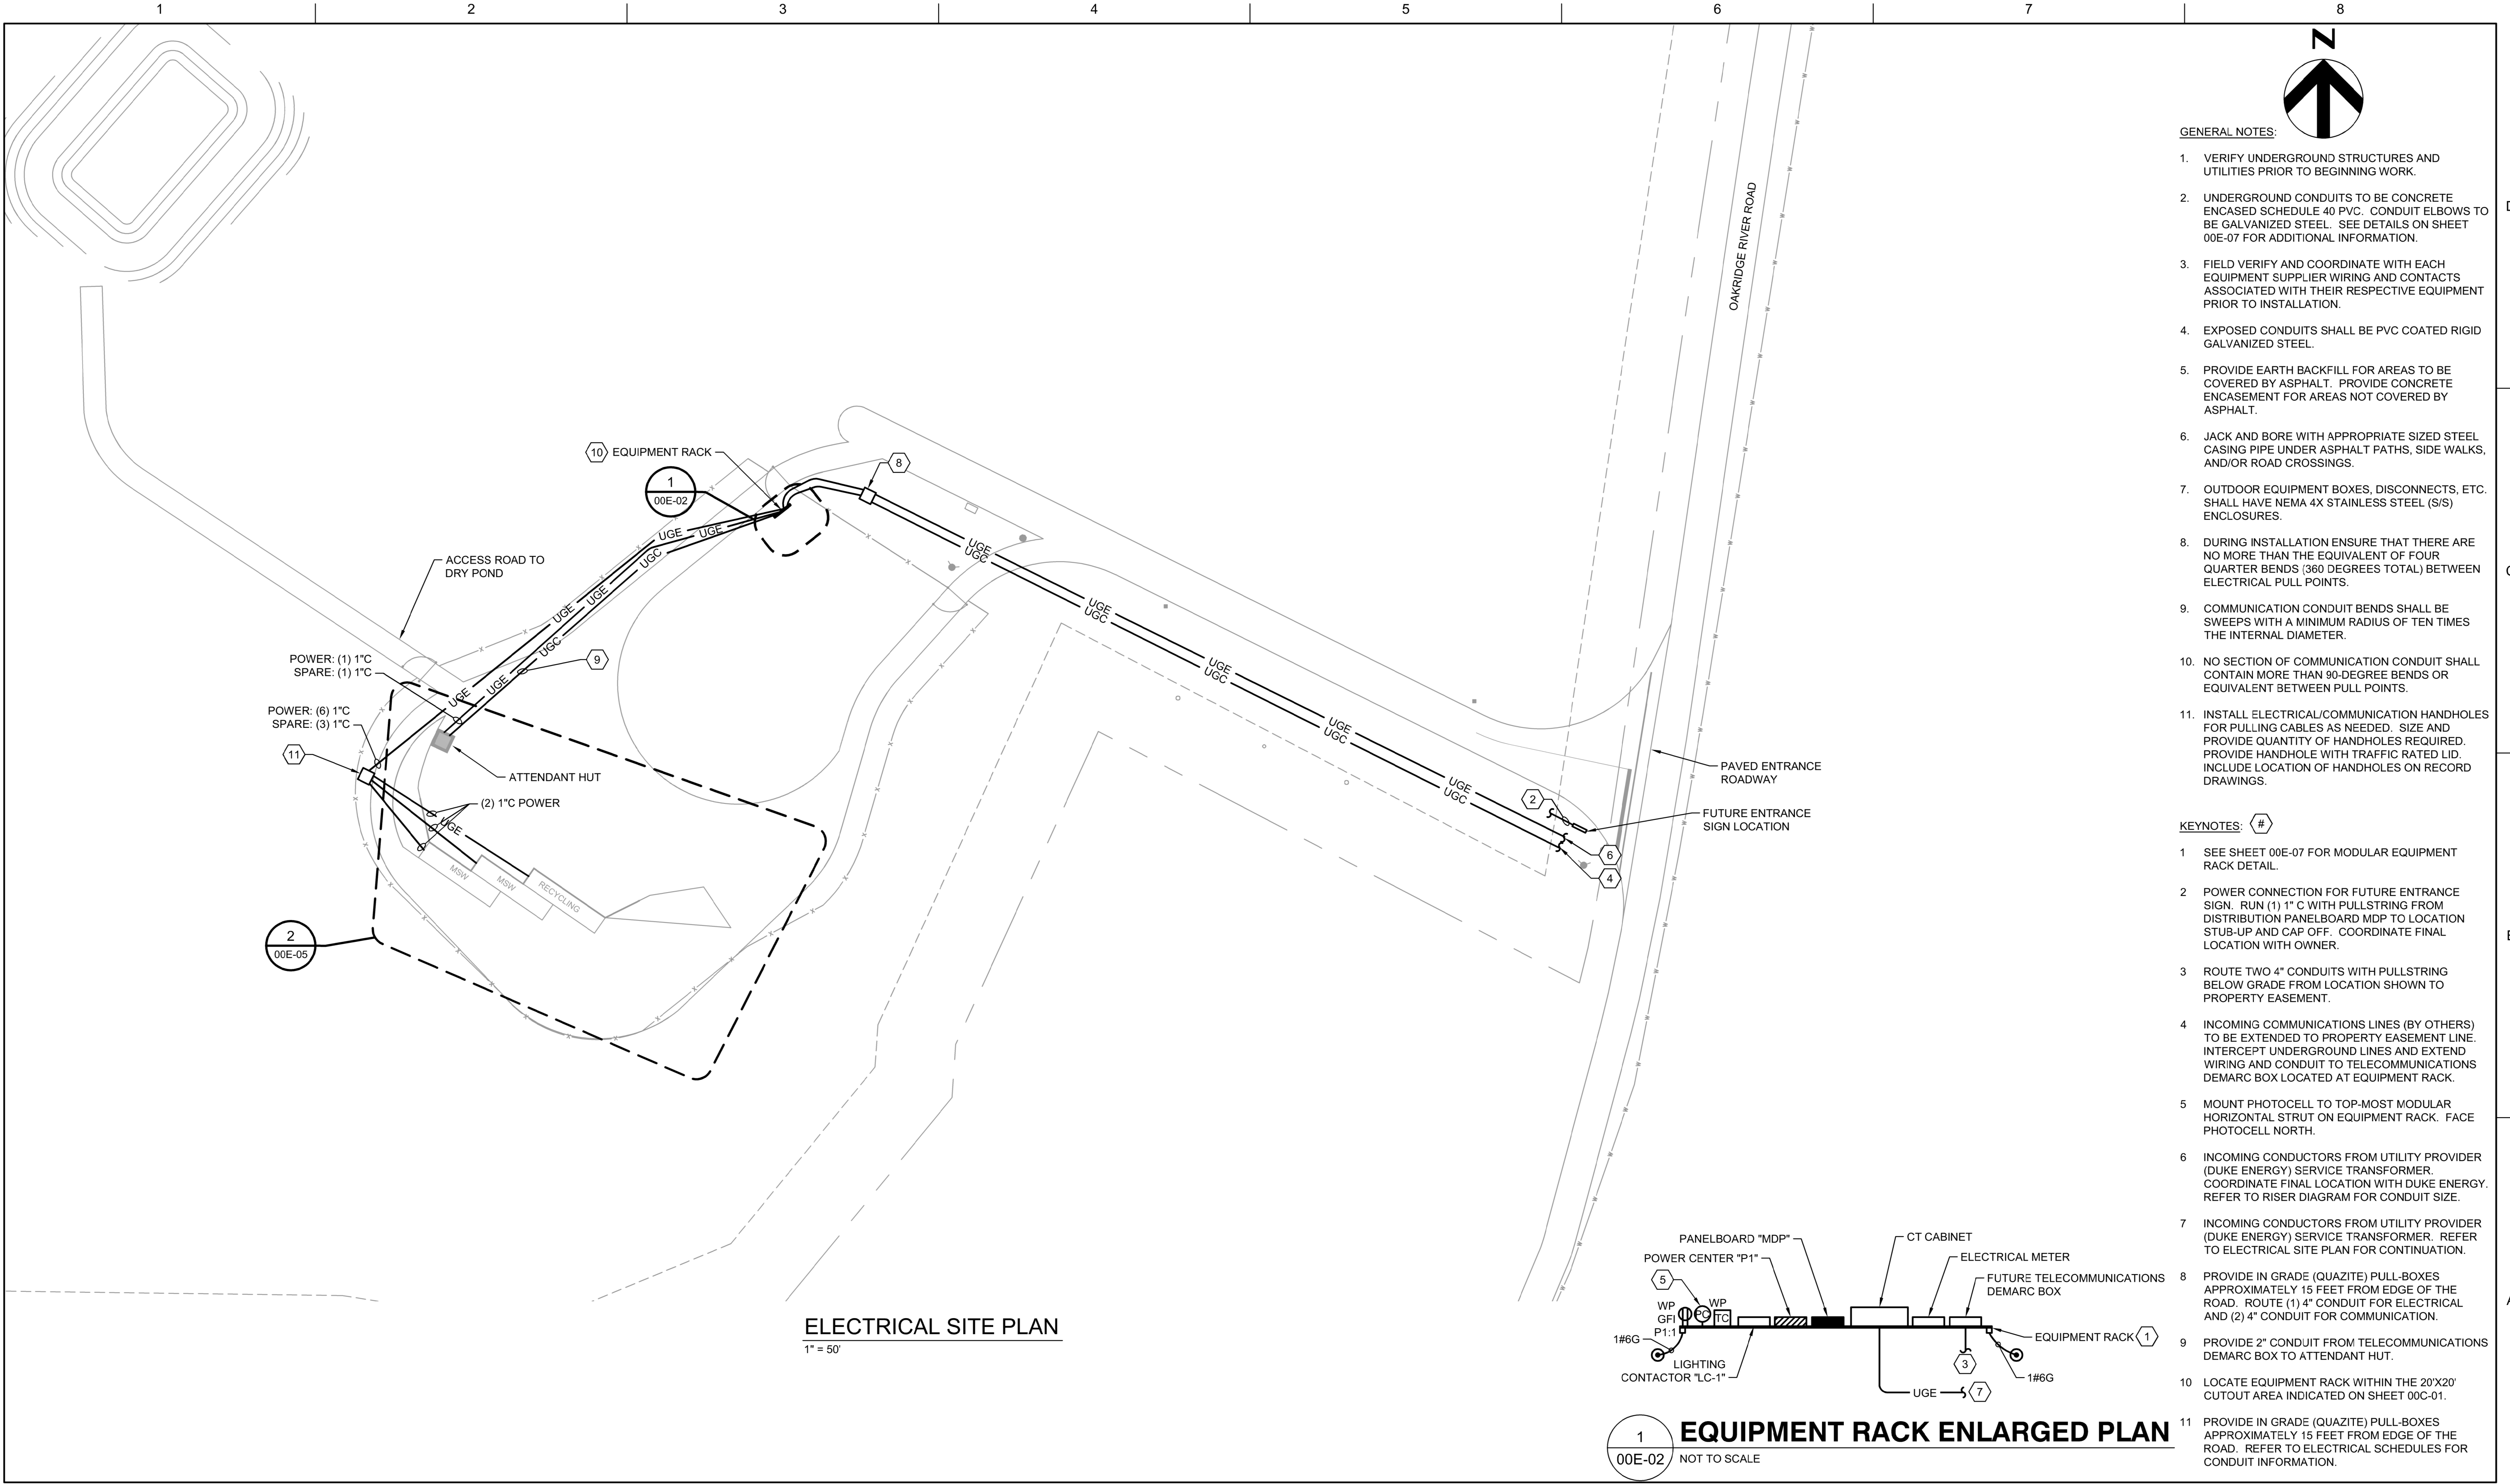 1 2 3 4 5 6 7 8
N
GENERAL NOTES:
1. VERIFY UNDERGROUND STRUCTURES AND
UTILITIES PRIOR TO BEGINNING WORK.
2. UNDERGROUND CONDUITS TO BE CONCRETE
ENCASED SCHEDULE 40 PVC. CONDUIT ELBOWS TO
BE GALVANIZED STEEL. SEE DETAILS ON SHEET
00E-07 FOR ADDITIONAL INFORMATION.
3. FIELD VERIFY AND COORDINATE WITH EACH
EQUIPMENT SUPPLIER WIRING AND CONTACTS
ASSOCIATED WITH THEIR RESPECTIVE EQUIPMENT
PRIOR TO INSTALLATION.
4. EXPOSED CONDUITS SHALL BE PVC COATED RIGID
GALVANIZED STEEL.
5. PROVIDE EARTH BACKFILL FOR AREAS TO BE
COVERED BY ASPHALT. PROVIDE CONCRETE
ENCASEMENT FOR AREAS NOT COVERED BY
ASPHALT.
6. JACK AND BORE WITH APPROPRIATE SIZED STEEL
CASING PIPE UNDER ASPHALT PATHS, SIDE WALKS,
AND/OR ROAD CROSSINGS.
7. OUTDOOR EQUIPMENT BOXES, DISCONNECTS, ETC.
SHALL HAVE NEMA 4X STAINLESS STEEL (S/S)
ENCLOSURES.
8. DURING INSTALLATION ENSURE THAT THERE ARE
NO MORE THAN THE EQUIVALENT OF FOUR
QUARTER BENDS (360 DEGREES TOTAL) BETWEEN
ELECTRICAL PULL POINTS.
9. COMMUNICATION CONDUIT BENDS SHALL BE
SWEEPS WITH A MINIMUM RADIUS OF TEN TIMES
THE INTERNAL DIAMETER.
10. NO SECTION OF COMMUNICATION CONDUIT SHALL
CONTAIN MORE THAN 90-DEGREE BENDS OR
EQUIVALENT BETWEEN PULL POINTS.
11. INSTALL ELECTRICAL/COMMUNICATION HANDHOLES
FOR PULLING CABLES AS NEEDED. SIZE AND
PROVIDE QUANTITY OF HANDHOLES REQUIRED.
PROVIDE HANDHOLE WITH TRAFFIC RATED LID.
INCLUDE LOCATION OF HANDHOLES ON RECORD
DRAWINGS.
KEYNOTES: #
1 SEE SHEET 00E-07 FOR MODULAR EQUIPMENT
RACK DETAIL.
2 POWER CONNECTION FOR FUTURE ENTRANCE
SIGN. RUN (1) 1" C WITH PULLSTRING FROM
DISTRIBUTION PANELBOARD MDP TO LOCATION
STUB-UP AND CAP OFF. COORDINATE FINAL
LOCATION WITH OWNER.
3 ROUTE TWO 4" CONDUITS WITH PULLSTRING
BELOW GRADE FROM LOCATION SHOWN TO
PROPERTY EASEMENT.
4 INCOMING COMMUNICATIONS LINES (BY OTHERS)
TO BE EXTENDED TO PROPERTY EASEMENT LINE.
INTERCEPT UNDERGROUND LINES AND EXTEND
WIRING AND CONDUIT TO TELECOMMUNICATIONS
DEMARC BOX LOCATED AT EQUIPMENT RACK.
5 MOUNT PHOTOCELL TO TOP-MOST MODULAR
HORIZONTAL STRUT ON EQUIPMENT RACK. FACE
PHOTOCELL NORTH.
6 INCOMING CONDUCTORS FROM UTILITY PROVIDER
(DUKE ENERGY) SERVICE TRANSFORMER.
COORDINATE FINAL LOCATION WITH DUKE ENERGY.
REFER TO RISER DIAGRAM FOR CONDUIT SIZE.
7 INCOMING CONDUCTORS FROM UTILITY PROVIDER
(DUKE ENERGY) SERVICE TRANSFORMER. REFER
TO ELECTRICAL SITE PLAN FOR CONTINUATION.
8 PROVIDE IN GRADE (QUAZITE) PULL-BOXES
APPROXIMATELY 15 FEET FROM EDGE OF THE
ROAD. ROUTE (1) 4" CONDUIT FOR ELECTRICAL
AND (2) 4" CONDUIT FOR COMMUNICATION.
9 PROVIDE 2" CONDUIT FROM TELECOMMUNICATIONS
DEMARC BOX TO ATTENDANT HUT.
10 LOCATE EQUIPMENT RACK WITHIN THE 20'X20'
CUTOUT AREA INDICATED ON SHEET 00C-01.
11 PROVIDE IN GRADE (QUAZITE) PULL-BOXES
APPROXIMATELY 15 FEET FROM EDGE OF THE
ROAD. REFER TO ELECTRICAL SCHEDULES FOR
CONDUIT INFORMATION.
OAKRIDGE RIVER ROAD
10 EQUIPMENT RACK
8
1
00E-02
UGE UGE
UGC
UGE
UGE
UGC
UGE
UGE
9
ACCESS ROAD TO
DRY POND
POWER: (1) 1"C
SPARE: (1) 1"C
POWER: (6) 1"C
SPARE: (3) 1"C
11
ATTENDANT HUT
(2) 1"C POWER
UGE
MSW
MSW
RECYCLING
2
00E-05
UGE
UGC
UGE
UGC
UGE
UGC
UGE
UGC
UGE
UGC
PAVED ENTRANCE
ROADWAY
2
FUTURE ENTRANCE
SIGN LOCATION
6
4
ELECTRICAL SITE PLAN
1" = 50'
PANELBOARD "MDP"
CT CABINET
POWER CENTER "P1"
ELECTRICAL METER
5
FUTURE TELECOMMUNICATIONS
DEMARC BOX
WP
GFI
P1:1
PC
WP
TC
1#6G
EQUIPMENT RACK 1
LIGHTING
CONTACTOR "LC-1"
3
1#6G
UGE 7
1
00E-02
EQUIPMENT RACK ENLARGED PLAN
NOT TO SCALE